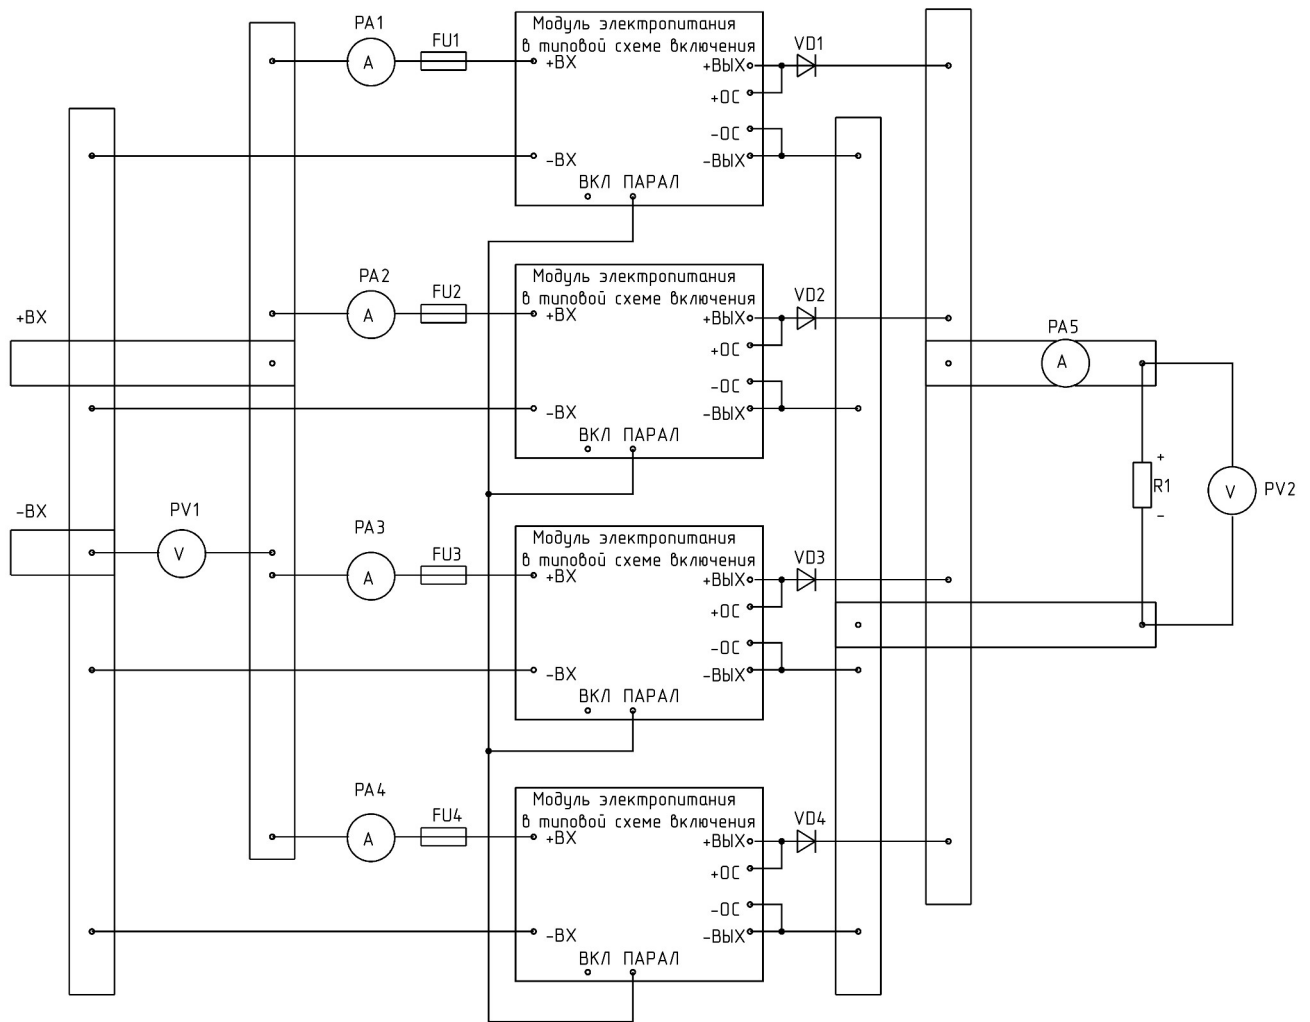 PA1
FU1
Модуль электропитания
в типовой схеме включения
+ВХ
-ВХ
+ВЫХ
+ОС
-ОС
-ВЫХ
ВКЛ ПАРАЛ
VD1
A
PA2
FU2
Модуль электропитания
в типовой схеме включения
+ВХ
-ВХ
+ВЫХ
+ОС
-ОС
-ВЫХ
ВКЛ ПАРАЛ
VD2
A
+ВХ
PA5
A
-ВХ
PV1
V
PA3
FU3
Модуль электропитания
в типовой схеме включения
+ВХ
-ВХ
+ВЫХ
+ОС
-ОС
-ВЫХ
ВКЛ ПАРАЛ
VD3
A
+
R1
-
V
PV2
PA4
FU4
Модуль электропитания
в типовой схеме включения
+ВХ
-ВХ
+ВЫХ
+ОС
-ОС
-ВЫХ
ВКЛ ПАРАЛ
VD4
A